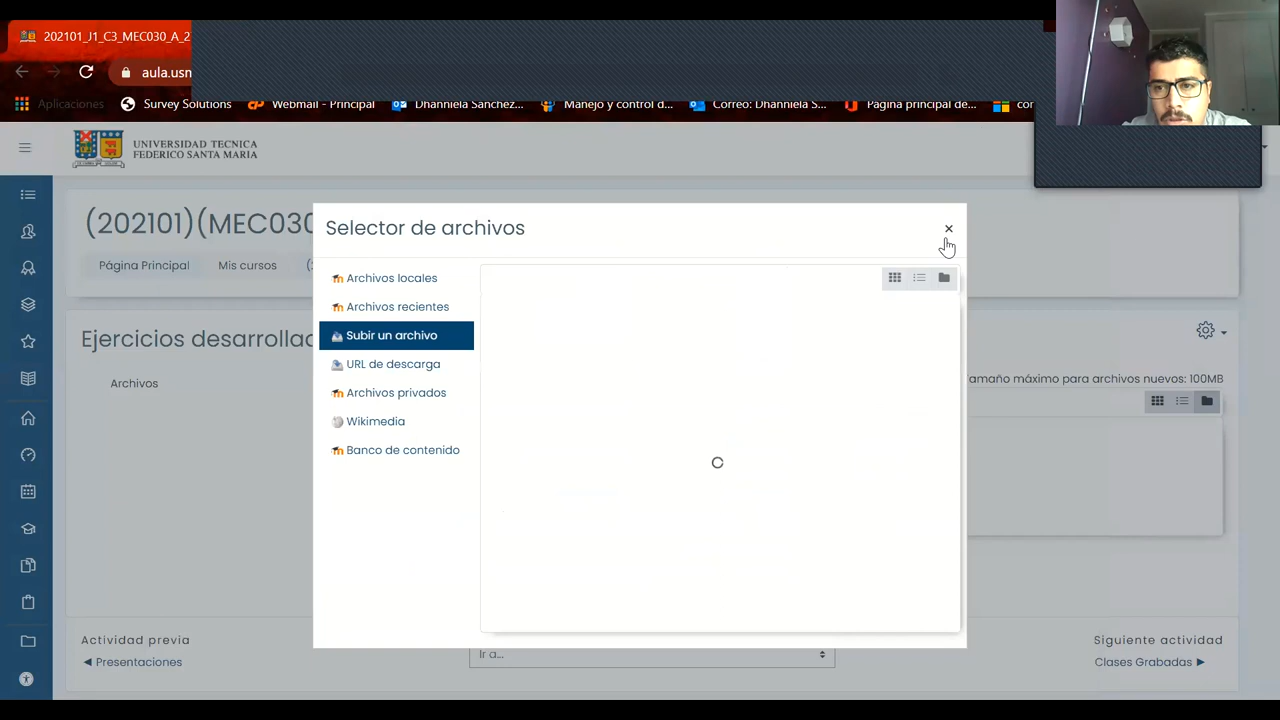 202101_J1_C3_MEC030_A_2
aula.usn
Aplicaciones
Survey Solutions
Webmail - Principal
Dhanniela Sanchez...
Manejo y control d...
Correo: Dhanniela S...
Página principal de...
UNIVERSIDAD TECNICA
FEDERICO SANTA MARIA
(202101)(MEC030
Página Principal
Mis cursos
Selector de archivos
×
Archivos locales
Archivos recientes
Subir un archivo
URL de descarga
Archivos privados
Wikimedia
Banco de contenido
Ejercicios desarrollad
Archivos
amaño máximo para archivos nuevos: 100MB
Actividad previa
◀ Presentaciones
Ir a...
Siguiente actividad
Clases Grabadas ▶